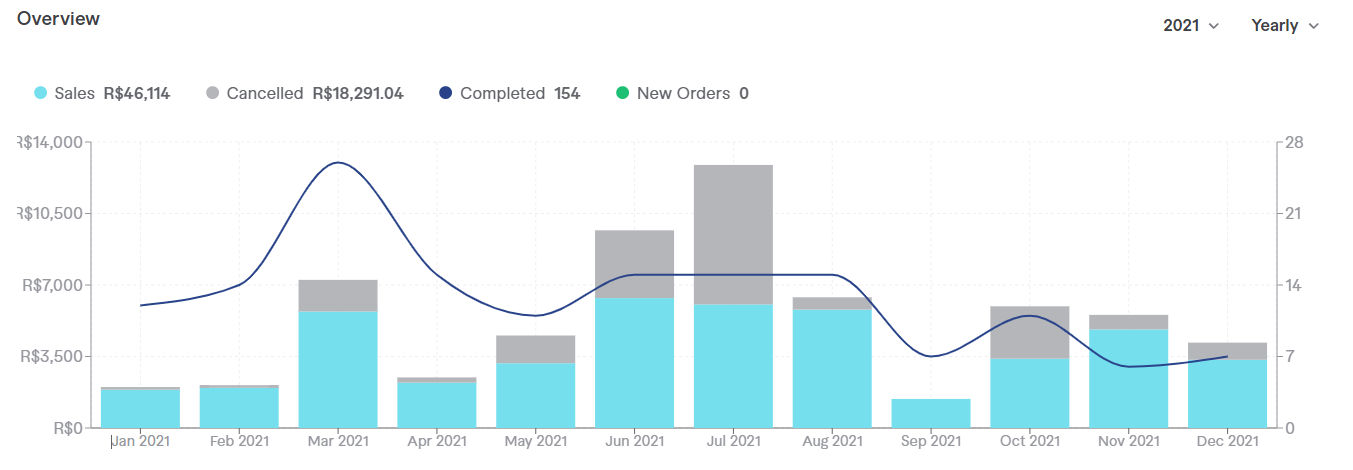 Overview
2021 Yearly
Sales R$46,114 Cancelled R$18,291.04 Completed 154 New Orders 0
R$14,000 28
R$10,500 21
R$7,000 14
R$3,500 7
R$0 0
Jan 2021 Feb 2021 Mar 2021 Apr 2021 May 2021 Jun 2021 Jul 2021 Aug 2021 Sep 2021 Oct 2021 Nov 2021 Dec 2021